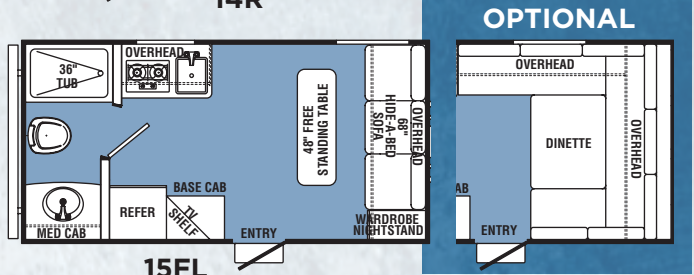 14R
OPTIONAL
36"
TUB
OVERHEAD
48" FREE
STANDING TABLE
68"
HIDE-A-BED
SOFA
OVERHEAD
OVERHEAD
DINETTE
OVERHEAD
BASE CAB
REFER
TV
SHELF
MED CAB
ENTRY
WARDROBE
NIGHTSTAND
AB
ENTRY
15FL